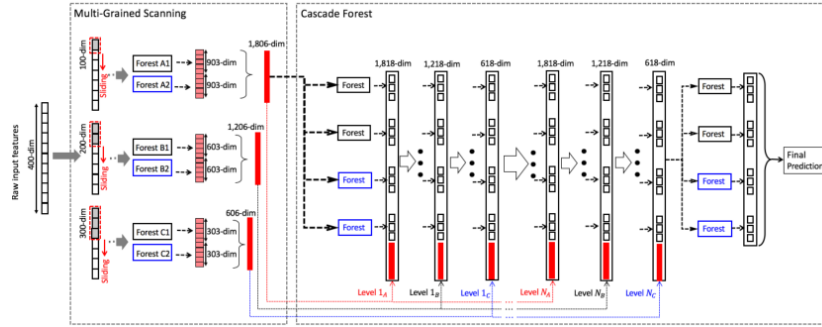 Multi-Grained Scanning
Cascade Forest
Raw input features
400-dim
100-dim
Sliding
Forest A1
Forest A2
903-dim
903-dim
1,806-dim
200-dim
Sliding
Forest B1
Forest B2
603-dim
603-dim
1,206-dim
300-dim
Sliding
Forest C1
Forest C2
303-dim
303-dim
606-dim
1,818-dim 1,218-dim 618-dim 1,818-dim 1,218-dim 618-dim
Forest
Forest
Forest
Forest
Forest
Forest
Forest
Forest
Final
Prediction
Level 1A Level 1B Level 1C ... Level NA Level NB Level NC